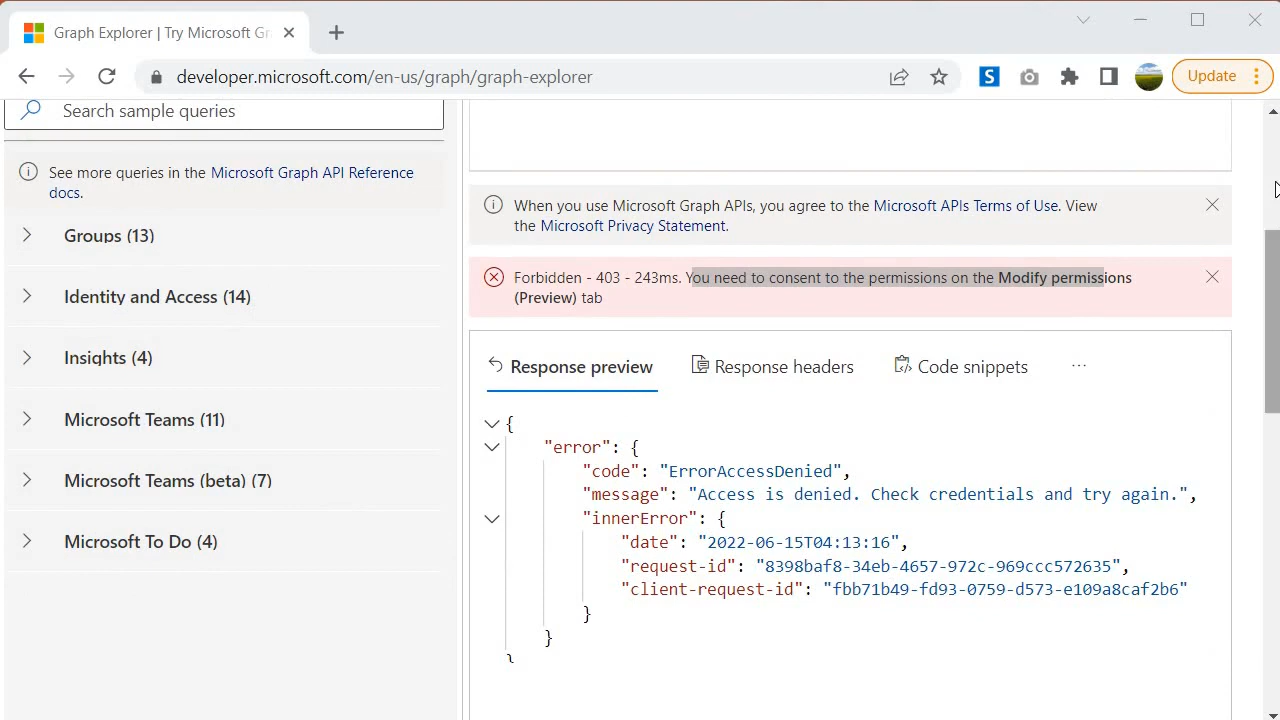 Graph Explorer | Try Microsoft Gr
developer.microsoft.com/en-us/graph/graph-explorer
S
Update
Search sample queries
See more queries in the Microsoft Graph API Reference
docs.
Groups (13)
Identity and Access (14)
Insights (4)
Microsoft Teams (11)
Microsoft Teams (beta) (7)
Microsoft To Do (4)
When you use Microsoft Graph APIs, you agree to the Microsoft APIs Terms of Use. View
the Microsoft Privacy Statement.
Forbidden - 403 - 243ms. You need to consent to the permissions on the Modify permissions
(Preview) tab
Response preview
Response headers
Code snippets
...
{
"error": {
"code": "ErrorAccessDenied",
"message": "Access is denied. Check credentials and try again.",
"innerError": {
"date": "2022-06-15T04:13:16",
"request-id": "8398baf8-34eb-4657-972c-969ccc572635",
"client-request-id": "fbb71b49-fd93-0759-d573-e109a8caf2b6"
}
}
}